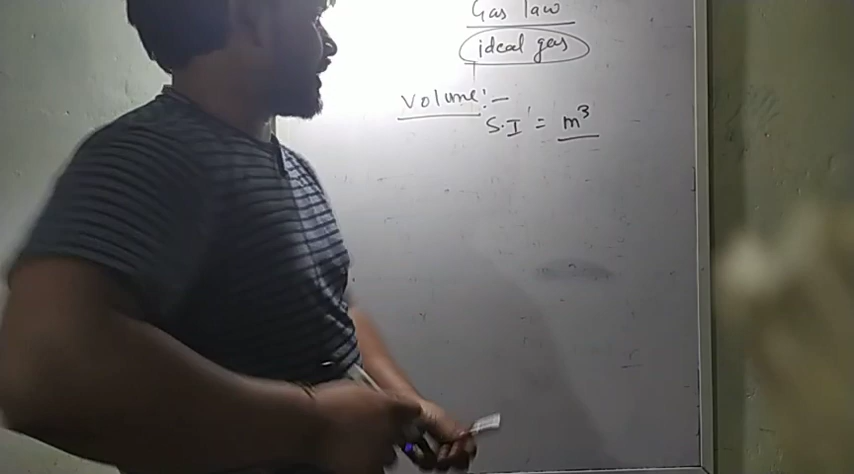 Gas law
ideal gas
Volume:-
S.I = m³